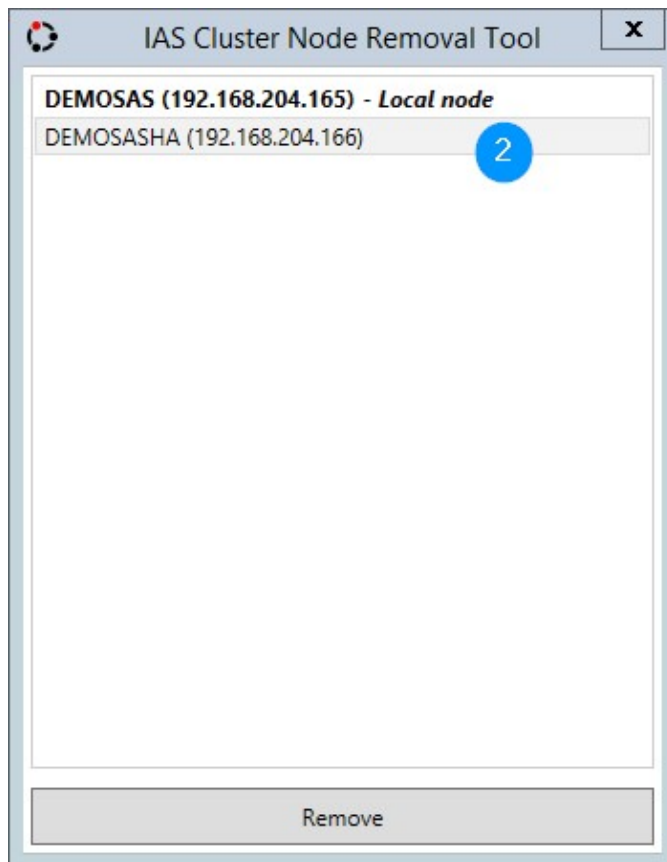 IAS Cluster Node Removal Tool x
DEMOSAS (192.168.204.165) - Local node
DEMOSASHA (192.168.204.166)
2
Remove